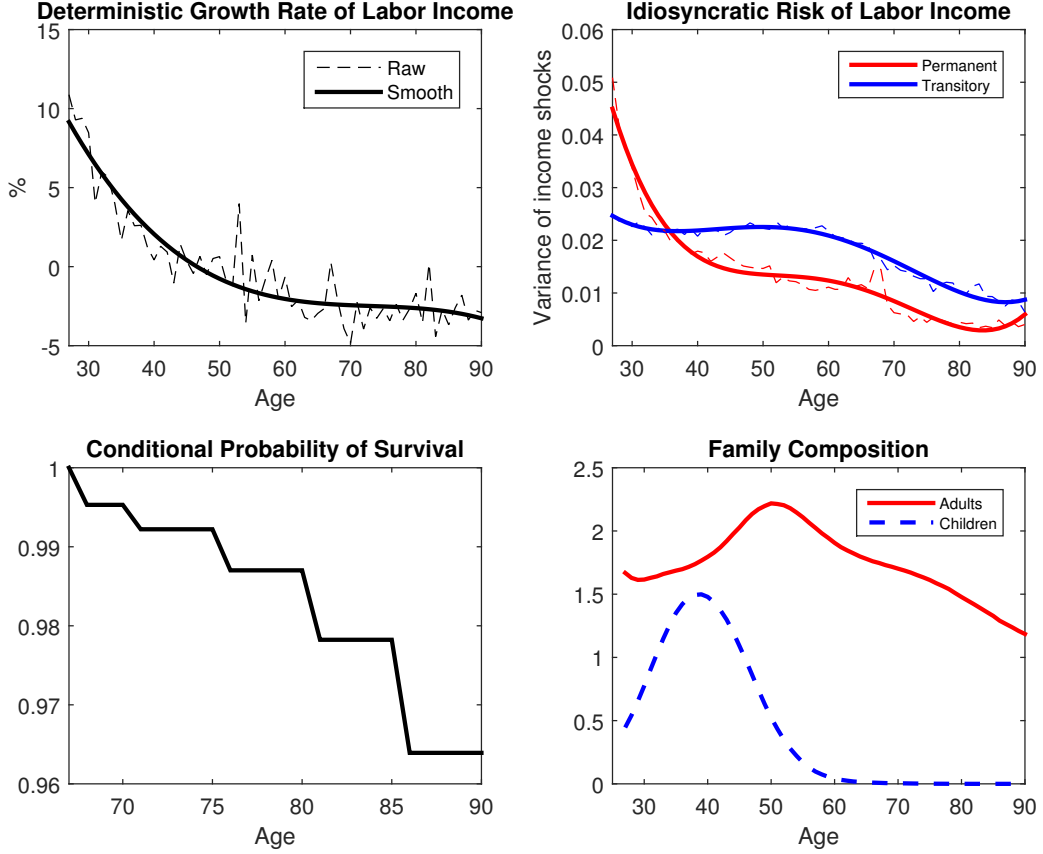 Deterministic Growth Rate of Labor Income
15
10
5
0
-5
%
30 40 50 60 70 80 90
Age
Raw
Smooth
Idiosyncratic Risk of Labor Income
0.06
0.05
0.04
0.03
0.02
0.01
0
Variance of income shocks
30 40 50 60 70 80 90
Age
Permanent
Transitory
Conditional Probability of Survival
1
0.99
0.98
0.97
0.96
70 75 80 85 90
Age
Family Composition
2.5
2
1.5
1
0.5
0
30 40 50 60 70 80 90
Age
Adults
Children